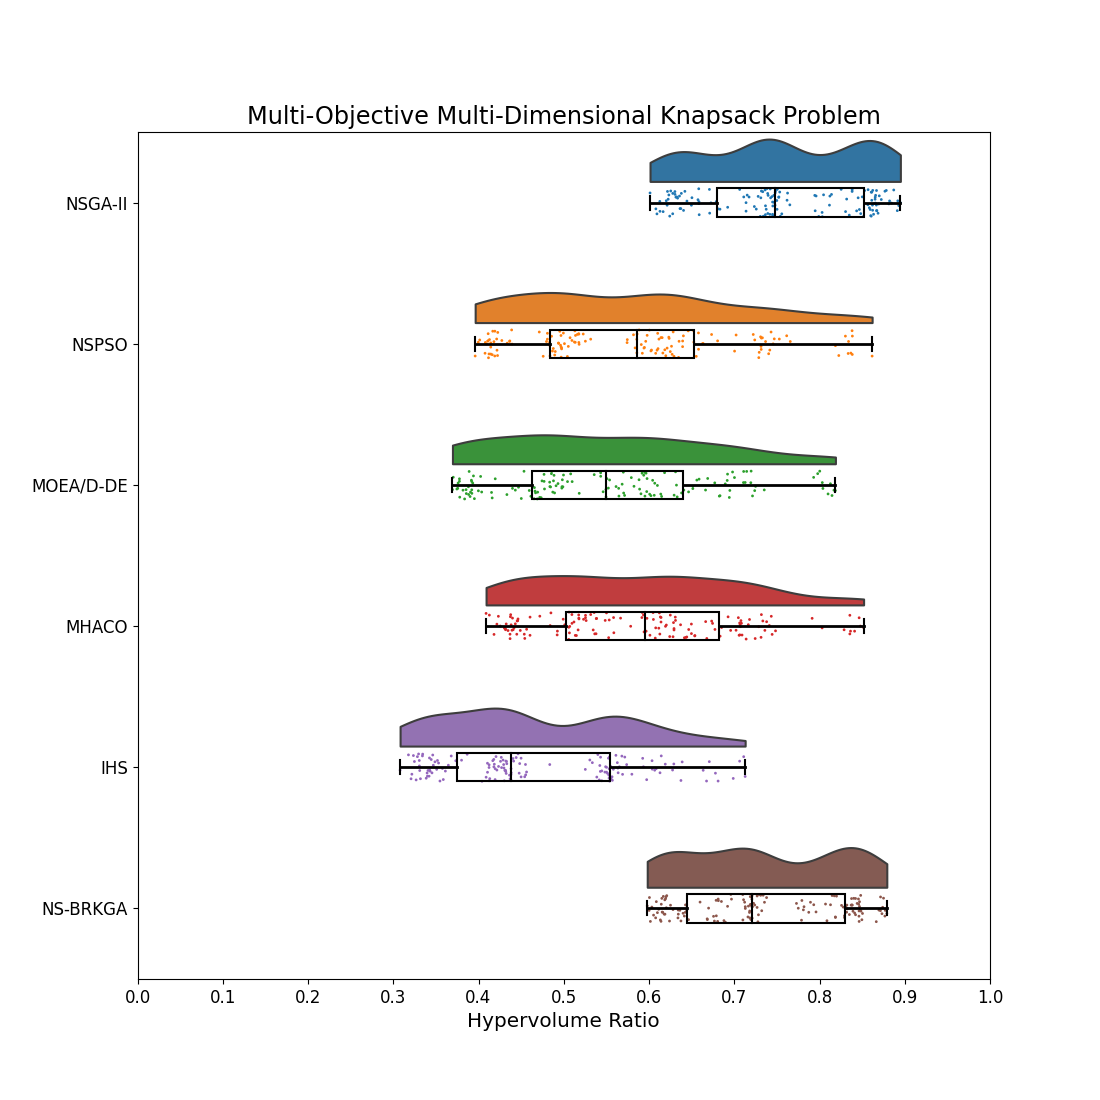 Multi-Objective Multi-Dimensional Knapsack Problem
NSGA-II
NSPSO
MOEA/D-DE
MHACO
IHS
NS-BRKGA
0.0 0.1 0.2 0.3 0.4 0.5 0.6 0.7 0.8 0.9 1.0
Hypervolume Ratio